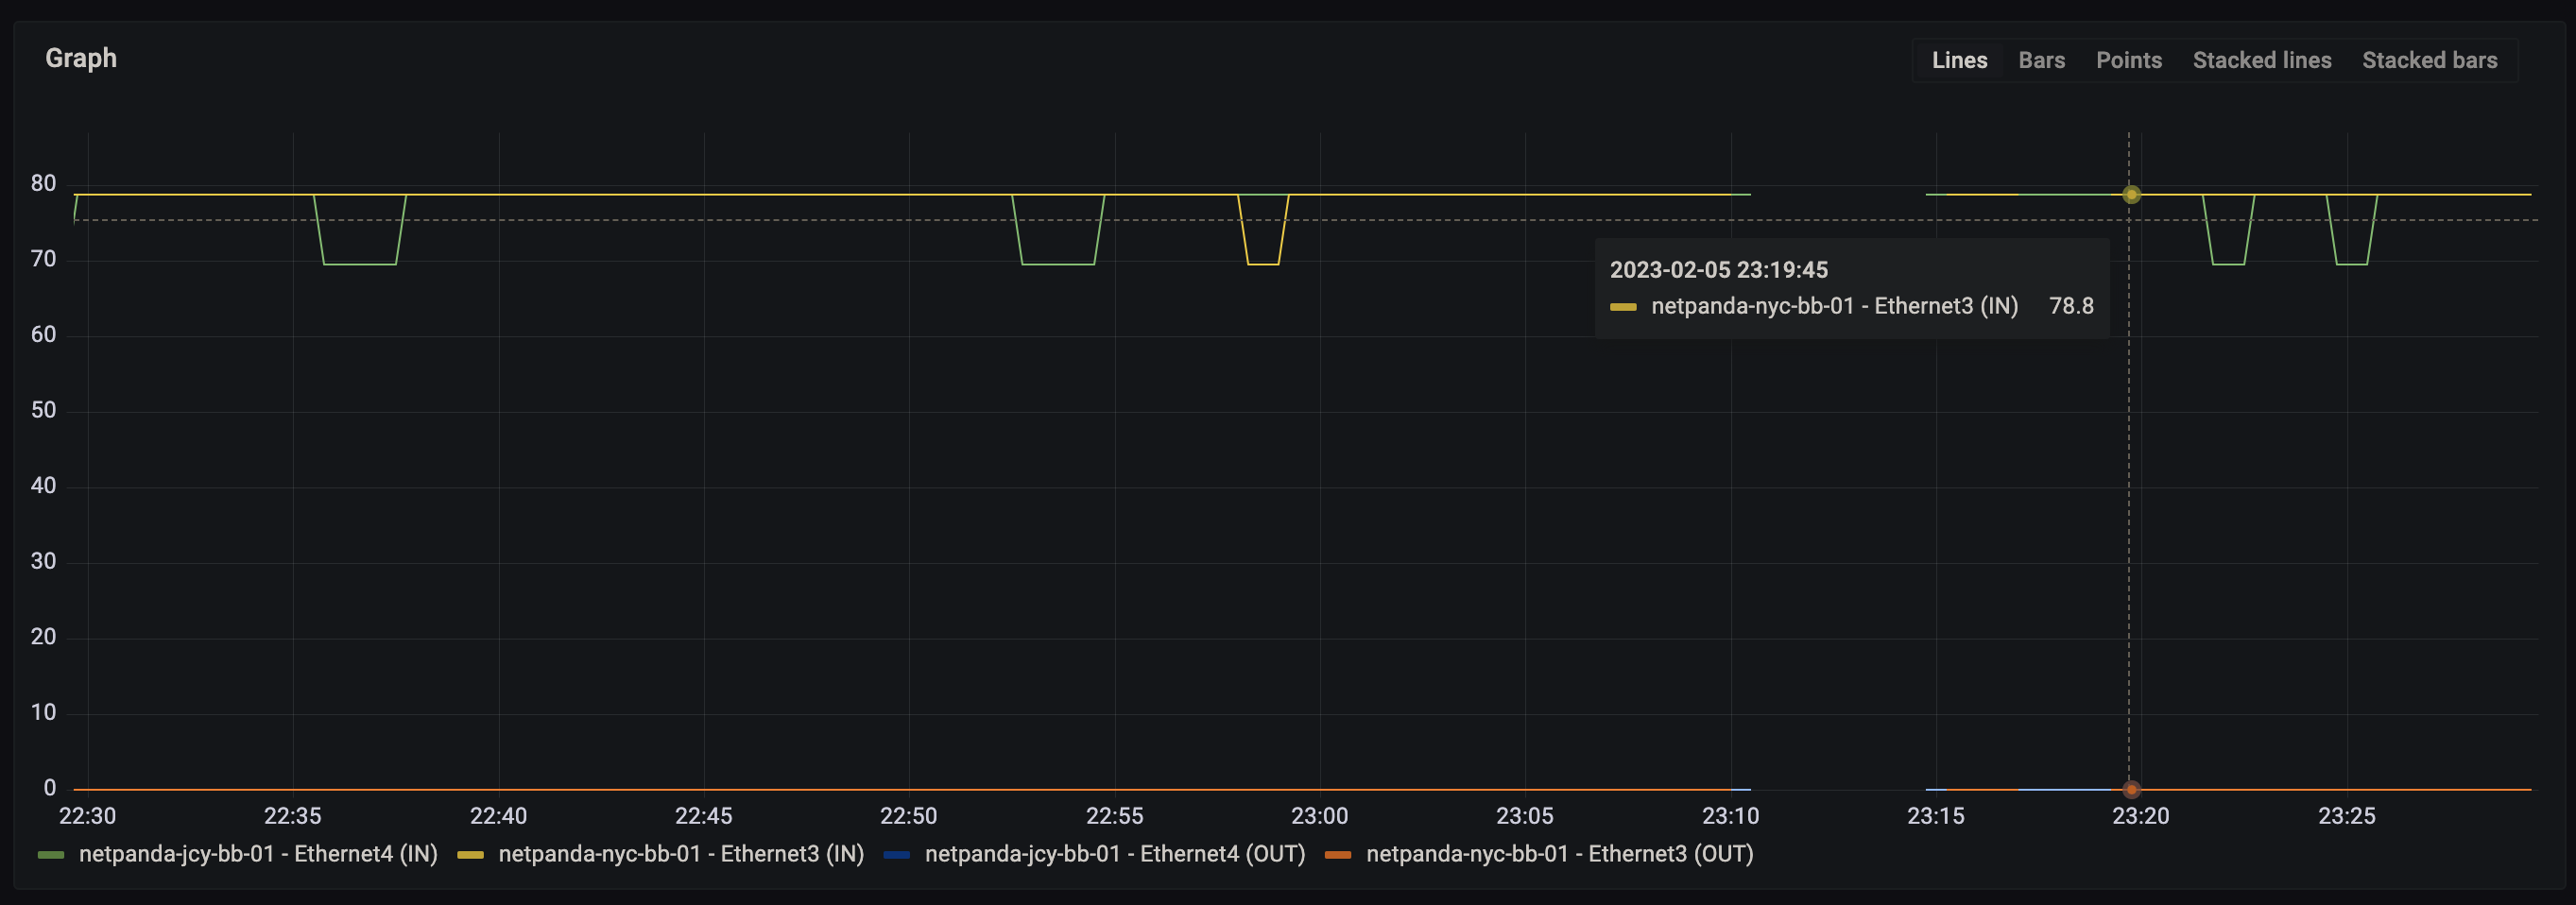 Graph
Lines Bars Points Stacked lines Stacked bars
80
70
60
50
40
30
20
10
0
2023-02-05 23:19:45
netpanda-nyc-bb-01 - Ethernet3 (IN) 78.8
22:30 22:35 22:40 22:45 22:50 22:55 23:00 23:05 23:10 23:15 23:20 23:25
netpanda-jcy-bb-01 - Ethernet4 (IN) netpanda-nyc-bb-01 - Ethernet3 (IN) netpanda-jcy-bb-01 - Ethernet4 (OUT) netpanda-nyc-bb-01 - Ethernet3 (OUT)